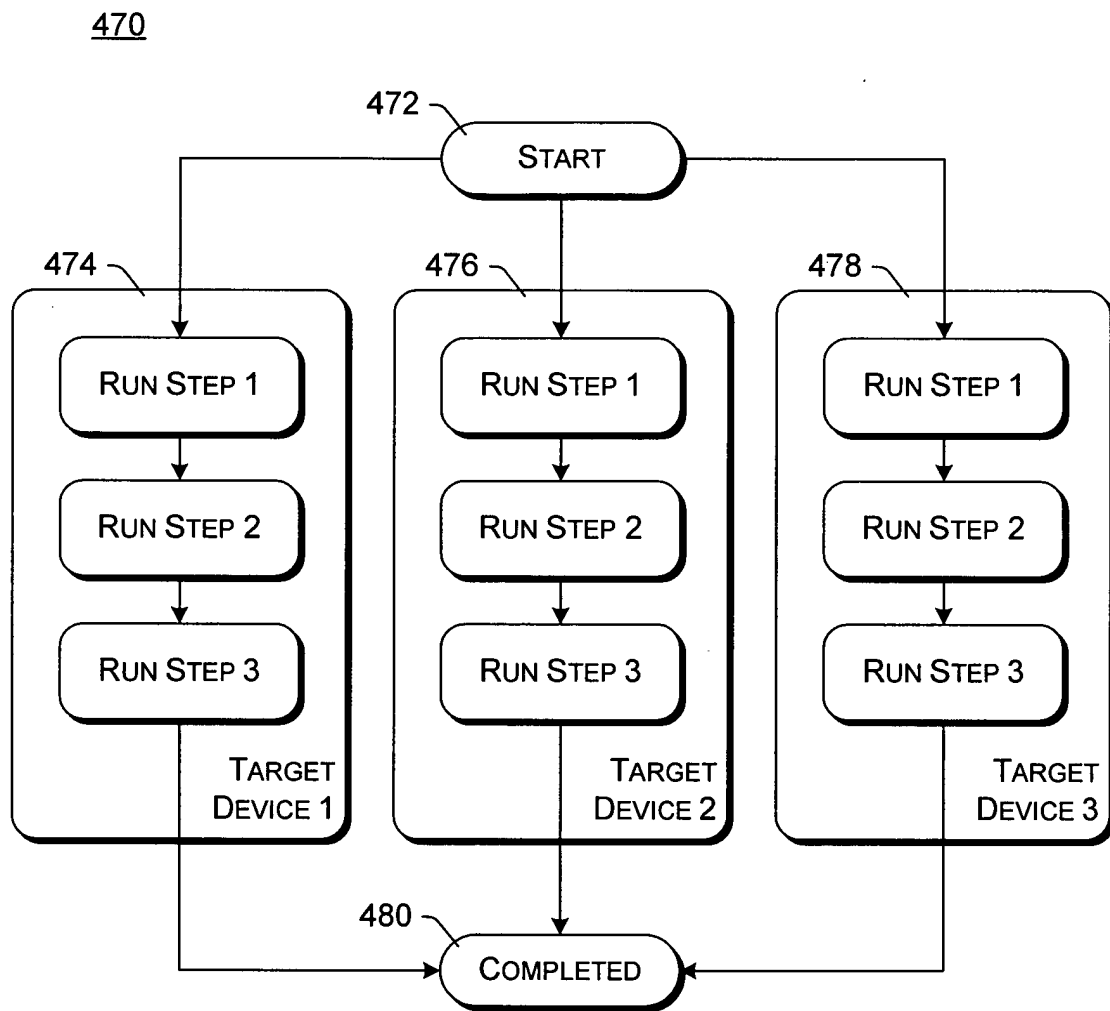 470
472
START
474
476
478
RUN STEP 1
RUN STEP 1
RUN STEP 1
RUN STEP 2
RUN STEP 2
RUN STEP 2
RUN STEP 3
RUN STEP 3
RUN STEP 3
TARGET
DEVICE 1
TARGET
DEVICE 2
TARGET
DEVICE 3
480
COMPLETED